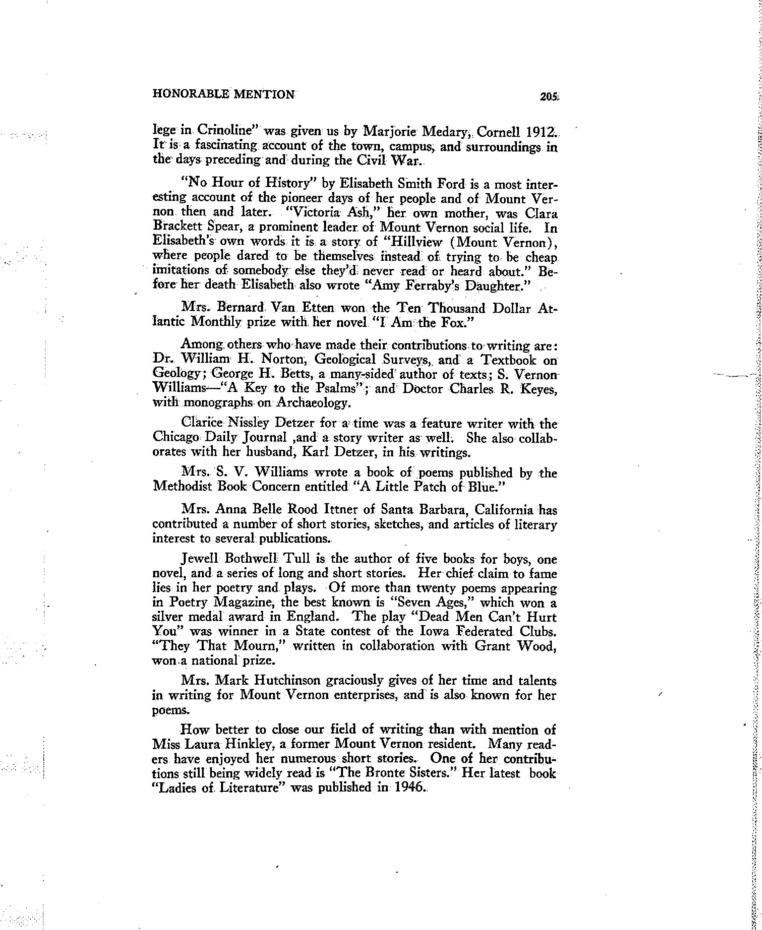 HONORABLE MENTION 205
lege in Crinoline" was given us by Marjorie Medary, Cornell 1912.
It is a fascinating account of the town, campus, and surroundings in
the days preceding and during the Civil War.
"No Hour of History" by Elisabeth Smith Ford is a most inter-
esting account of the pioneer days of her people and of Mount Ver-
non then and later. "Victoria Ash," her own mother, was Clara
Brackett Spear, a prominent leader of Mount Vernon social life. In
Elisabeth's own words it is a story of "Hillview (Mount Vernon),
where people dared to be themselves instead of trying to be cheap
imitations of somebody else they'd never read or heard about." Be-
fore her death Elisabeth also wrote "Amy Ferraby's Daughter."
Mrs. Bernard Van Etten won the Ten Thousand Dollar At-
lantic Monthly prize with her novel "I Am the Fox."
Among others who have made their contributions to writing are:
Dr. William H. Norton, Geological Surveys, and a Textbook on
Geology; George H. Betts, a many-sided author of texts; S. Vernon
Williams—"A Key to the Psalms"; and Doctor Charles R. Keyes,
with monographs on Archaeology.
Clarice Nissley Detzer for a time was a feature writer with the
Chicago Daily Journal ,and a story writer as well. She also collab-
orates with her husband, Karl Detzer, in his writings.
Mrs. S. V. Williams wrote a book of poems published by the
Methodist Book Concern entitled "A Little Patch of Blue."
Mrs. Anna Belle Rood Ittner of Santa Barbara, California has
contributed a number of short stories, sketches, and articles of literary
interest to several publications.
Jewell Bothwell Tull is the author of five books for boys, one
novel, and a series of long and short stories. Her chief claim to fame
lies in her poetry and plays. Of more than twenty poems appearing
in Poetry Magazine, the best known is "Seven Ages," which won a
silver medal award in England. The play "Dead Men Can't Hurt
You" was winner in a State contest of the Iowa Federated Clubs.
"They That Mourn," written in collaboration with Grant Wood,
won a national prize.
Mrs. Mark Hutchinson graciously gives of her time and talents
in writing for Mount Vernon enterprises, and is also known for her
poems.
How better to close our field of writing than with mention of
Miss Laura Hinkley, a former Mount Vernon resident. Many read-
ers have enjoyed her numerous short stories. One of her contribu-
tions still being widely read is "The Bronte Sisters." Her latest book
"Ladies of Literature" was published in 1946.